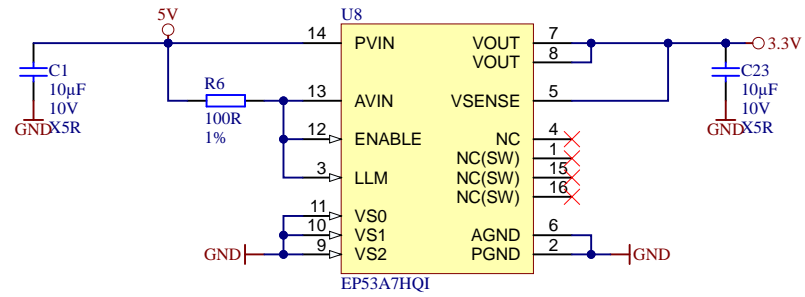 5V
U8
14 PVIN
VOUT 7
VOUT 8
C1
10µF
10V
X5R
GND
R6
100R
1%
13 AVIN
VSENSE 5
3.3V
C23
10µF
10V
X5R
GND
12 ENABLE
NC 4
NC(SW) 1
3 LLM
NC(SW) 15
NC(SW) 16
11 VS0
10 VS1
9 VS2
GND
AGND 6
PGND 2
GND
EP53A7HQI